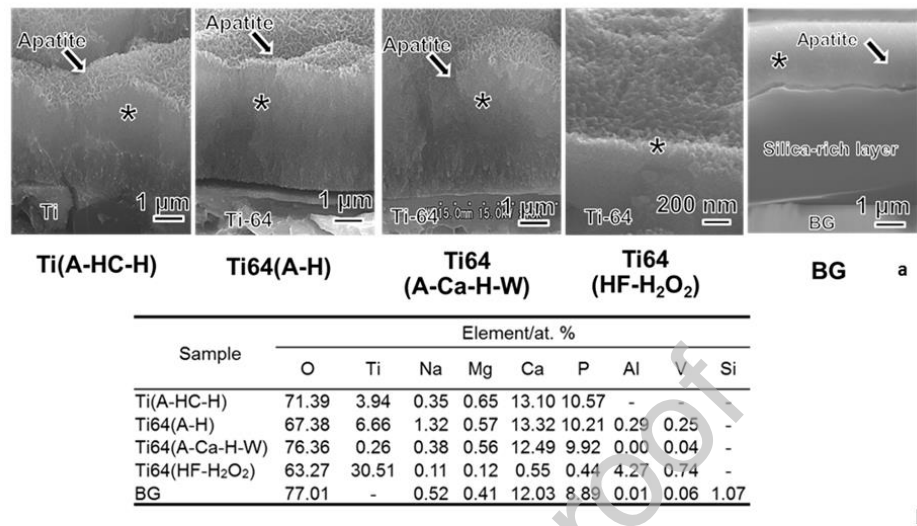 Apatite
*
Ti
1 μm
Apatite
*
Ti-64
1 μm
Apatite
*
Ti-64
15.0mm 15.0k
1 μm
*
Ti-64
200 nm
Apatite
*
Silica-rich layer
1 μm
BG
Ti(A-HC-H)
Ti64(A-H)
Ti64
(A-Ca-H-W)
Ti64
(HF-H₂O₂)
BG
a
Sample Element/at. %
O Ti Na Mg Ca P Al V Si
Ti(A-HC-H) 71.39 3.94 0.35 0.65 13.10 10.57 - - -
Ti64(A-H) 67.38 6.66 1.32 0.57 13.32 10.21 0.29 0.25 -
Ti64(A-Ca-H-W) 76.36 0.26 0.38 0.56 12.49 9.92 0.00 0.04 -
Ti64(HF-H₂O₂) 63.27 30.51 0.11 0.12 0.55 0.44 4.27 0.74 -
BG 77.01 - 0.52 0.41 12.03 8.89 0.01 0.06 1.07
roof